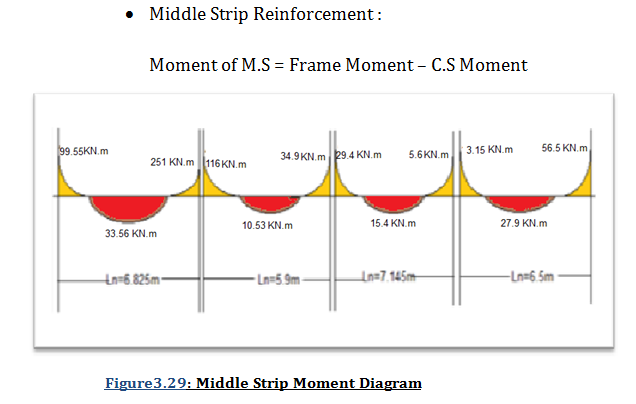 • Middle Strip Reinforcement :
Moment of M.S = Frame Moment – C.S Moment
99.55KN.m 251 KN.m 116KN.m 34.9KN.m 29.4 KN.m 5.6KN.m 3.15 KN.m 56.5 KN.m
33.56 KN.m 10.53 KN.m 15.4 KN.m 27.9 KN.m
Ln=6.825m Ln=5.9m Ln=7.145m Ln=6.5m
Figure3.29: Middle Strip Moment Diagram